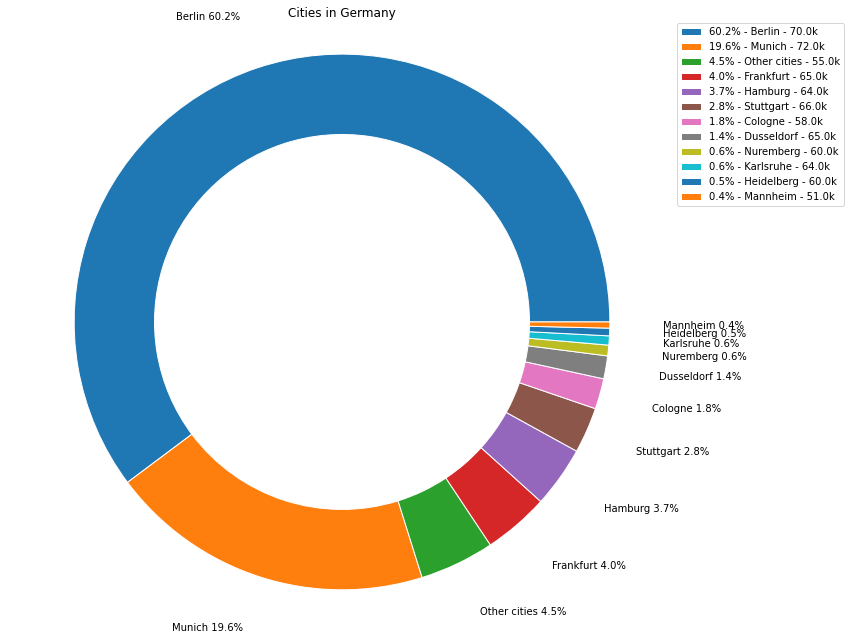 Cities in Germany
Berlin 60.2%
60.2% - Berlin - 70.0k
19.6% - Munich - 72.0k
4.5% - Other cities - 55.0k
4.0% - Frankfurt - 65.0k
3.7% - Hamburg - 64.0k
2.8% - Stuttgart - 66.0k
1.8% - Cologne - 58.0k
1.4% - Dusseldorf - 65.0k
0.6% - Nuremberg - 60.0k
0.6% - Karlsruhe - 64.0k
0.5% - Heidelberg - 60.0k
0.4% - Mannheim - 51.0k
Mannheim 0.4%
Heidelberg 0.5%
Karlsruhe 0.6%
Nuremberg 0.6%
Dusseldorf 1.4%
Cologne 1.8%
Stuttgart 2.8%
Hamburg 3.7%
Frankfurt 4.0%
Other cities 4.5%
Munich 19.6%